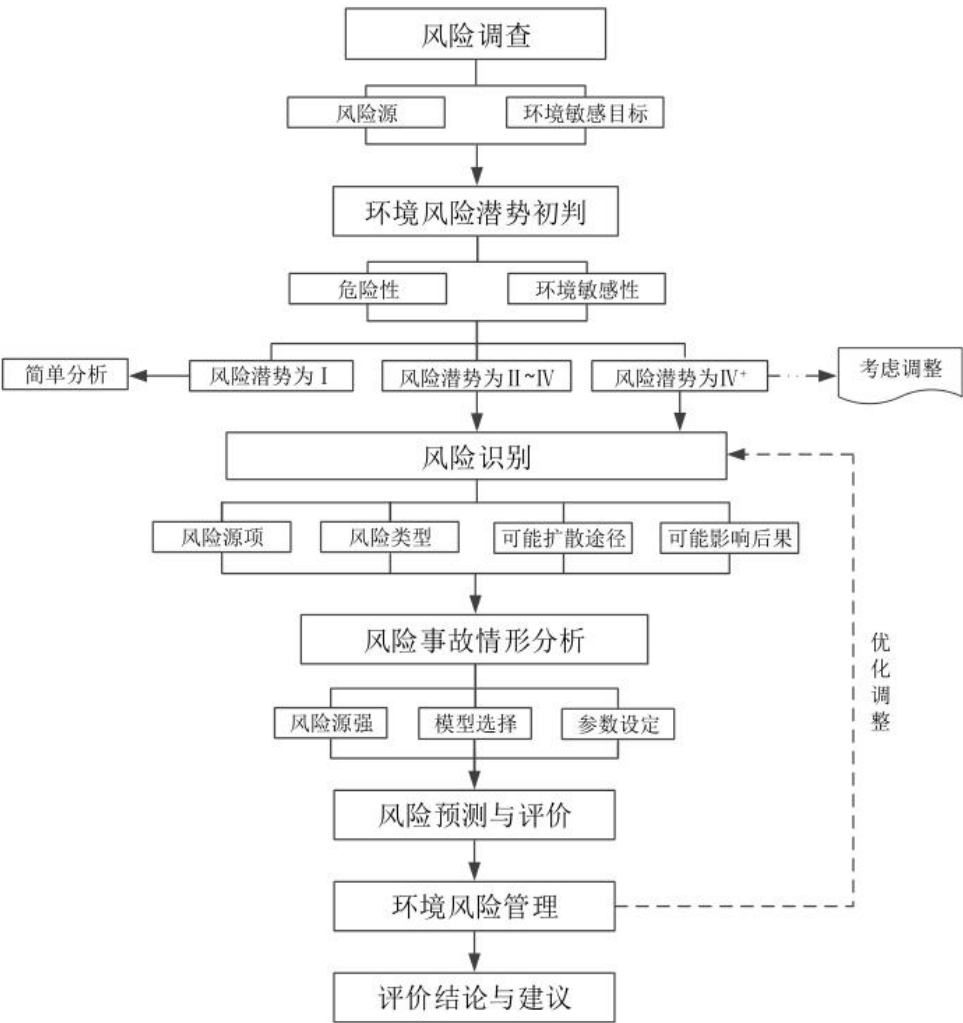 风险调查
风险源
环境敏感目标
环境风险潜势初判
危险性
环境敏感性
简单分析
风险潜势为Ⅰ
风险潜势为Ⅱ~Ⅳ
风险潜势为Ⅳ⁺
考虑调整
风险识别
风险源项
风险类型
可能扩散途径
可能影响后果
风险事故情形分析
风险源强
模型选择
参数设定
优化调整
风险预测与评价
环境风险管理
评价结论与建议